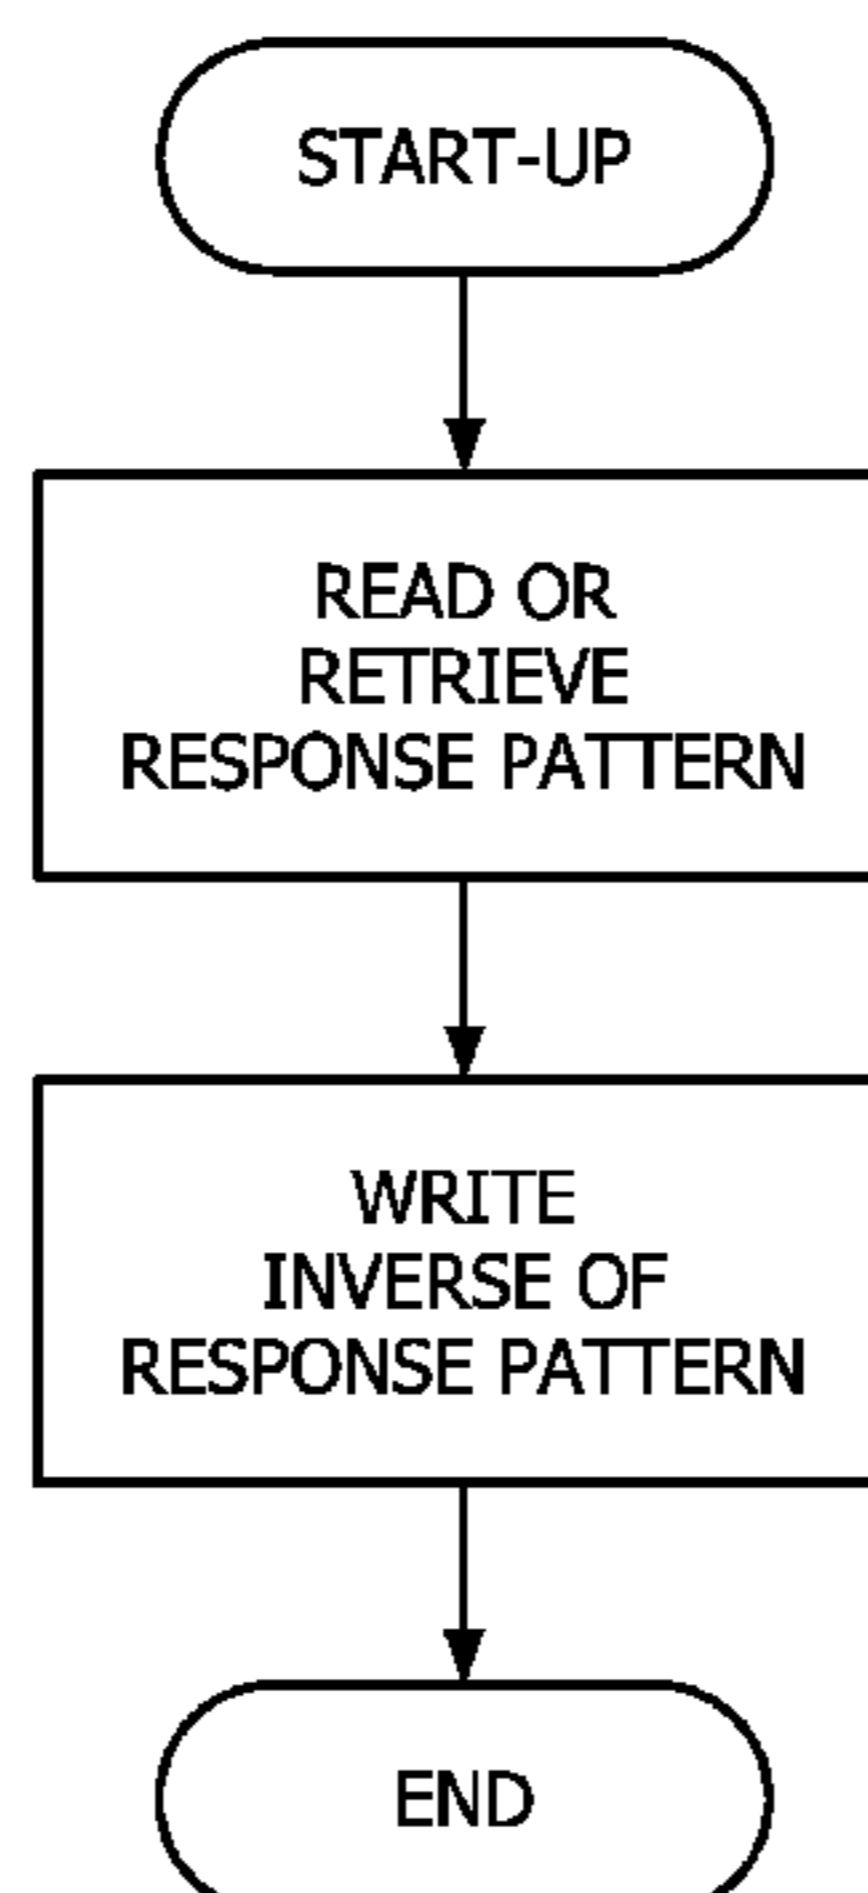 START-UP
READ OR
RETRIEVE
RESPONSE PATTERN
WRITE
INVERSE OF
RESPONSE PATTERN
END